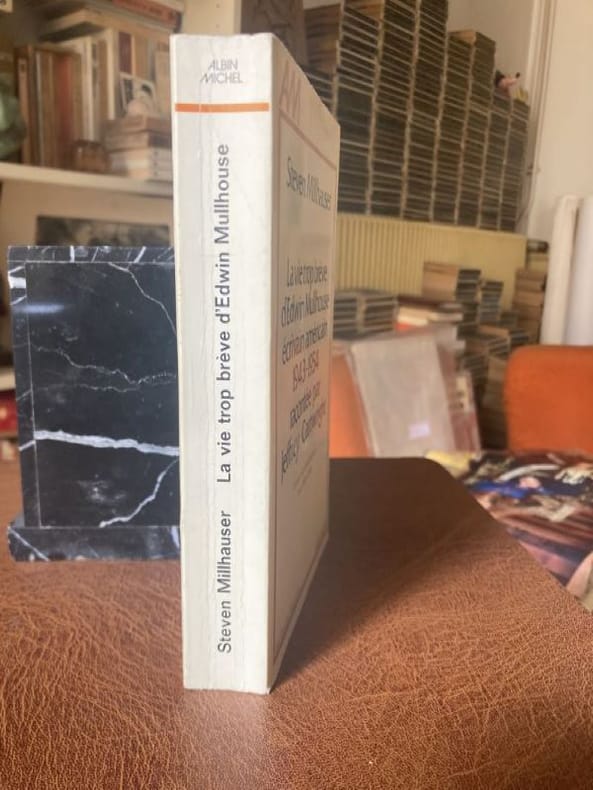 ALBIN
MICHEL
Steven Millhauser La vie trop brève d'Edwin Mullhouse
Steven Millhauser
La vie trop brève
d'Edwin Mullhouse
écrivain américain
1943-1954
racontée par
Jeffrey Cartwright